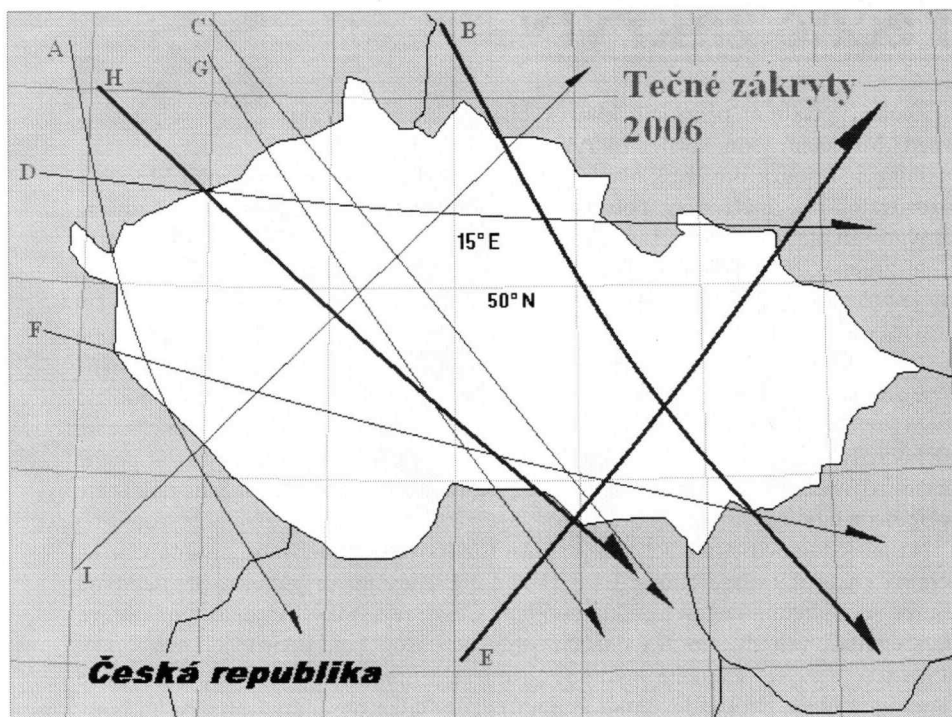 A
C
B
G
H
Tečné zákryty
2006
D
15° E
50° N
F
I
E
Česká republika